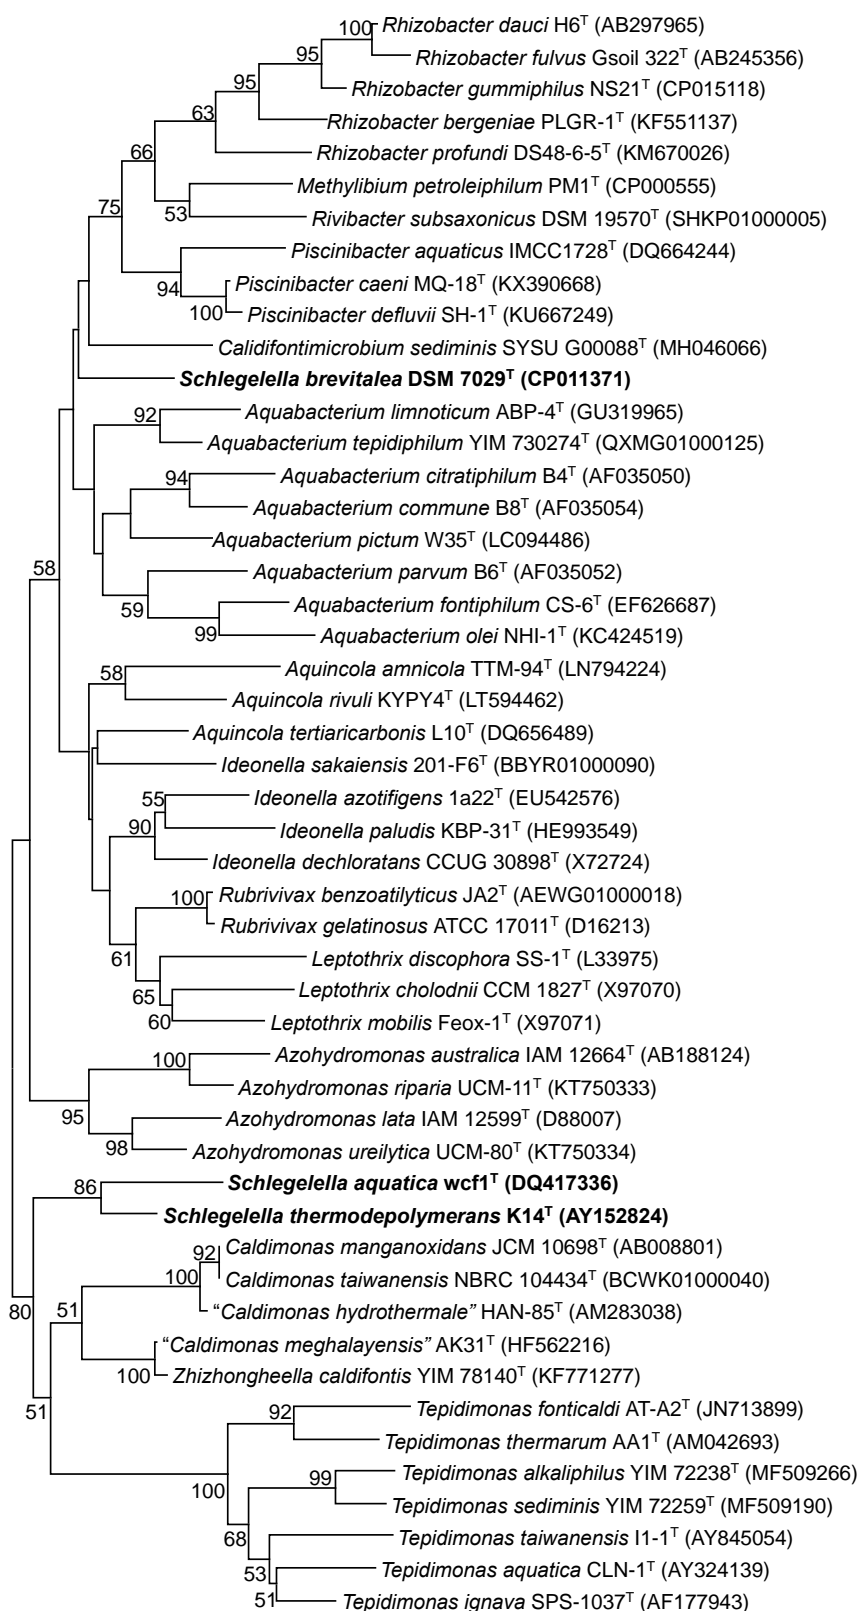 100 Rhizobacter dauci H6ᵀ (AB297965)
95 Rhizobacter fulvus Gsoil 322ᵀ (AB245356)
95 Rhizobacter gummiphilus NS21ᵀ (CP015118)
63 Rhizobacter bergeniae PLGR-1ᵀ (KF551137)
66 Rhizobacter profundi DS48-6-5ᵀ (KM670026)
Methylibium petroleiphilum PM1ᵀ (CP000555)
75 53 Rivibacter subsaxonicus DSM 19570ᵀ (SHKP01000005)
Piscinibacter aquaticus IMCC1728ᵀ (DQ664244)
94 Piscinibacter caeni MQ-18ᵀ (KX390668)
100 Piscinibacter defluvii SH-1ᵀ (KU667249)
Calidifontimicrobium sediminis SYSU G00088ᵀ (MH046066)
Schlegelella brevitalea DSM 7029ᵀ (CP011371)
92 Aquabacterium limnoticum ABP-4ᵀ (GU319965)
Aquabacterium tepidiphilum YIM 730274ᵀ (QXMG01000125)
94 Aquabacterium citratiphilum B4ᵀ (AF035050)
Aquabacterium commune B8ᵀ (AF035054)
Aquabacterium pictum W35ᵀ (LC094486)
58 Aquabacterium parvum B6ᵀ (AF035052)
59 Aquabacterium fontiphilum CS-6ᵀ (EF626687)
99 Aquabacterium olei NHI-1ᵀ (KC424519)
58 Aquincola amnicola TTM-94ᵀ (LN794224)
Aquincola rivuli KYPY4ᵀ (LT594462)
Aquincola tertiaricarbonis L10ᵀ (DQ656489)
Ideonella sakaiensis 201-F6ᵀ (BBYR01000090)
55 Ideonella azotifigens 1a22ᵀ (EU542576)
90 Ideonella paludis KBP-31ᵀ (HE993549)
Ideonella dechloratans CCUG 30898ᵀ (X72724)
100 Rubrivivax benzoatilyticus JA2ᵀ (AEWG01000018)
Rubrivivax gelatinosus ATCC 17011ᵀ (D16213)
61 Leptothrix discophora SS-1ᵀ (L33975)
65 Leptothrix cholodnii CCM 1827ᵀ (X97070)
60 Leptothrix mobilis Feox-1ᵀ (X97071)
100 Azohydromonas australica IAM 12664ᵀ (AB188124)
Azohydromonas riparia UCM-11ᵀ (KT750333)
95 Azohydromonas lata IAM 12599ᵀ (D88007)
98 Azohydromonas ureilytica UCM-80ᵀ (KT750334)
86 Schlegelella aquatica wcf1ᵀ (DQ417336)
Schlegelella thermodepolymerans K14ᵀ (AY152824)
92 Caldimonas manganoxidans JCM 10698ᵀ (AB008801)
100 Caldimonas taiwanensis NBRC 104434ᵀ (BCWK01000040)
80 51 “Caldimonas hydrothermale” HAN-85ᵀ (AM283038)
“Caldimonas meghalayensis” AK31ᵀ (HF562216)
100 Zhizhongheella caldifontis YIM 78140ᵀ (KF771277)
51 92 Tepidimonas fonticaldi AT-A2ᵀ (JN713899)
Tepidimonas thermarum AA1ᵀ (AM042693)
100 99 Tepidimonas alkaliphilus YIM 72238ᵀ (MF509266)
Tepidimonas sediminis YIM 72259ᵀ (MF509190)
68 Tepidimonas taiwanensis I1-1ᵀ (AY845054)
53 Tepidimonas aquatica CLN-1ᵀ (AY324139)
51 Tepidimonas ignava SPS-1037ᵀ (AF177943)